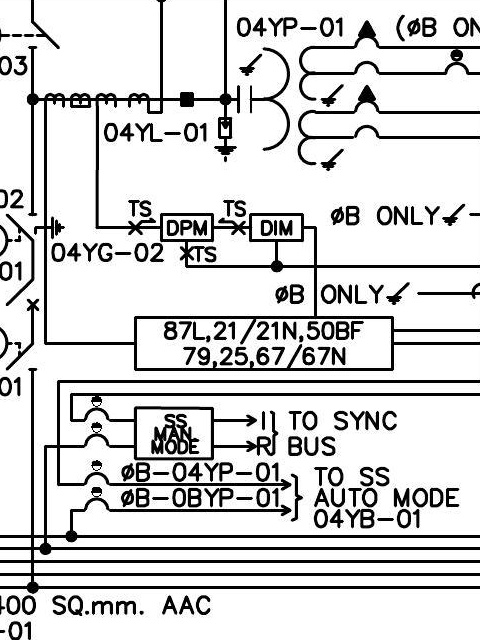 04YP-01
(øB ON
03
04YL-01
02
TS
TS
øB ONLY
DPM
DIM
04YG-02
TS
01
øB ONLY
87L,21/21N,50BF
79,25,67/67N
01
SS
MAN.
MODE
I
TO SYNC
R
BUS
øB-04YP-01
TO SS
øB-0BYP-01
AUTO MODE
04YB-01
400 SQ.mm. AAC
-01